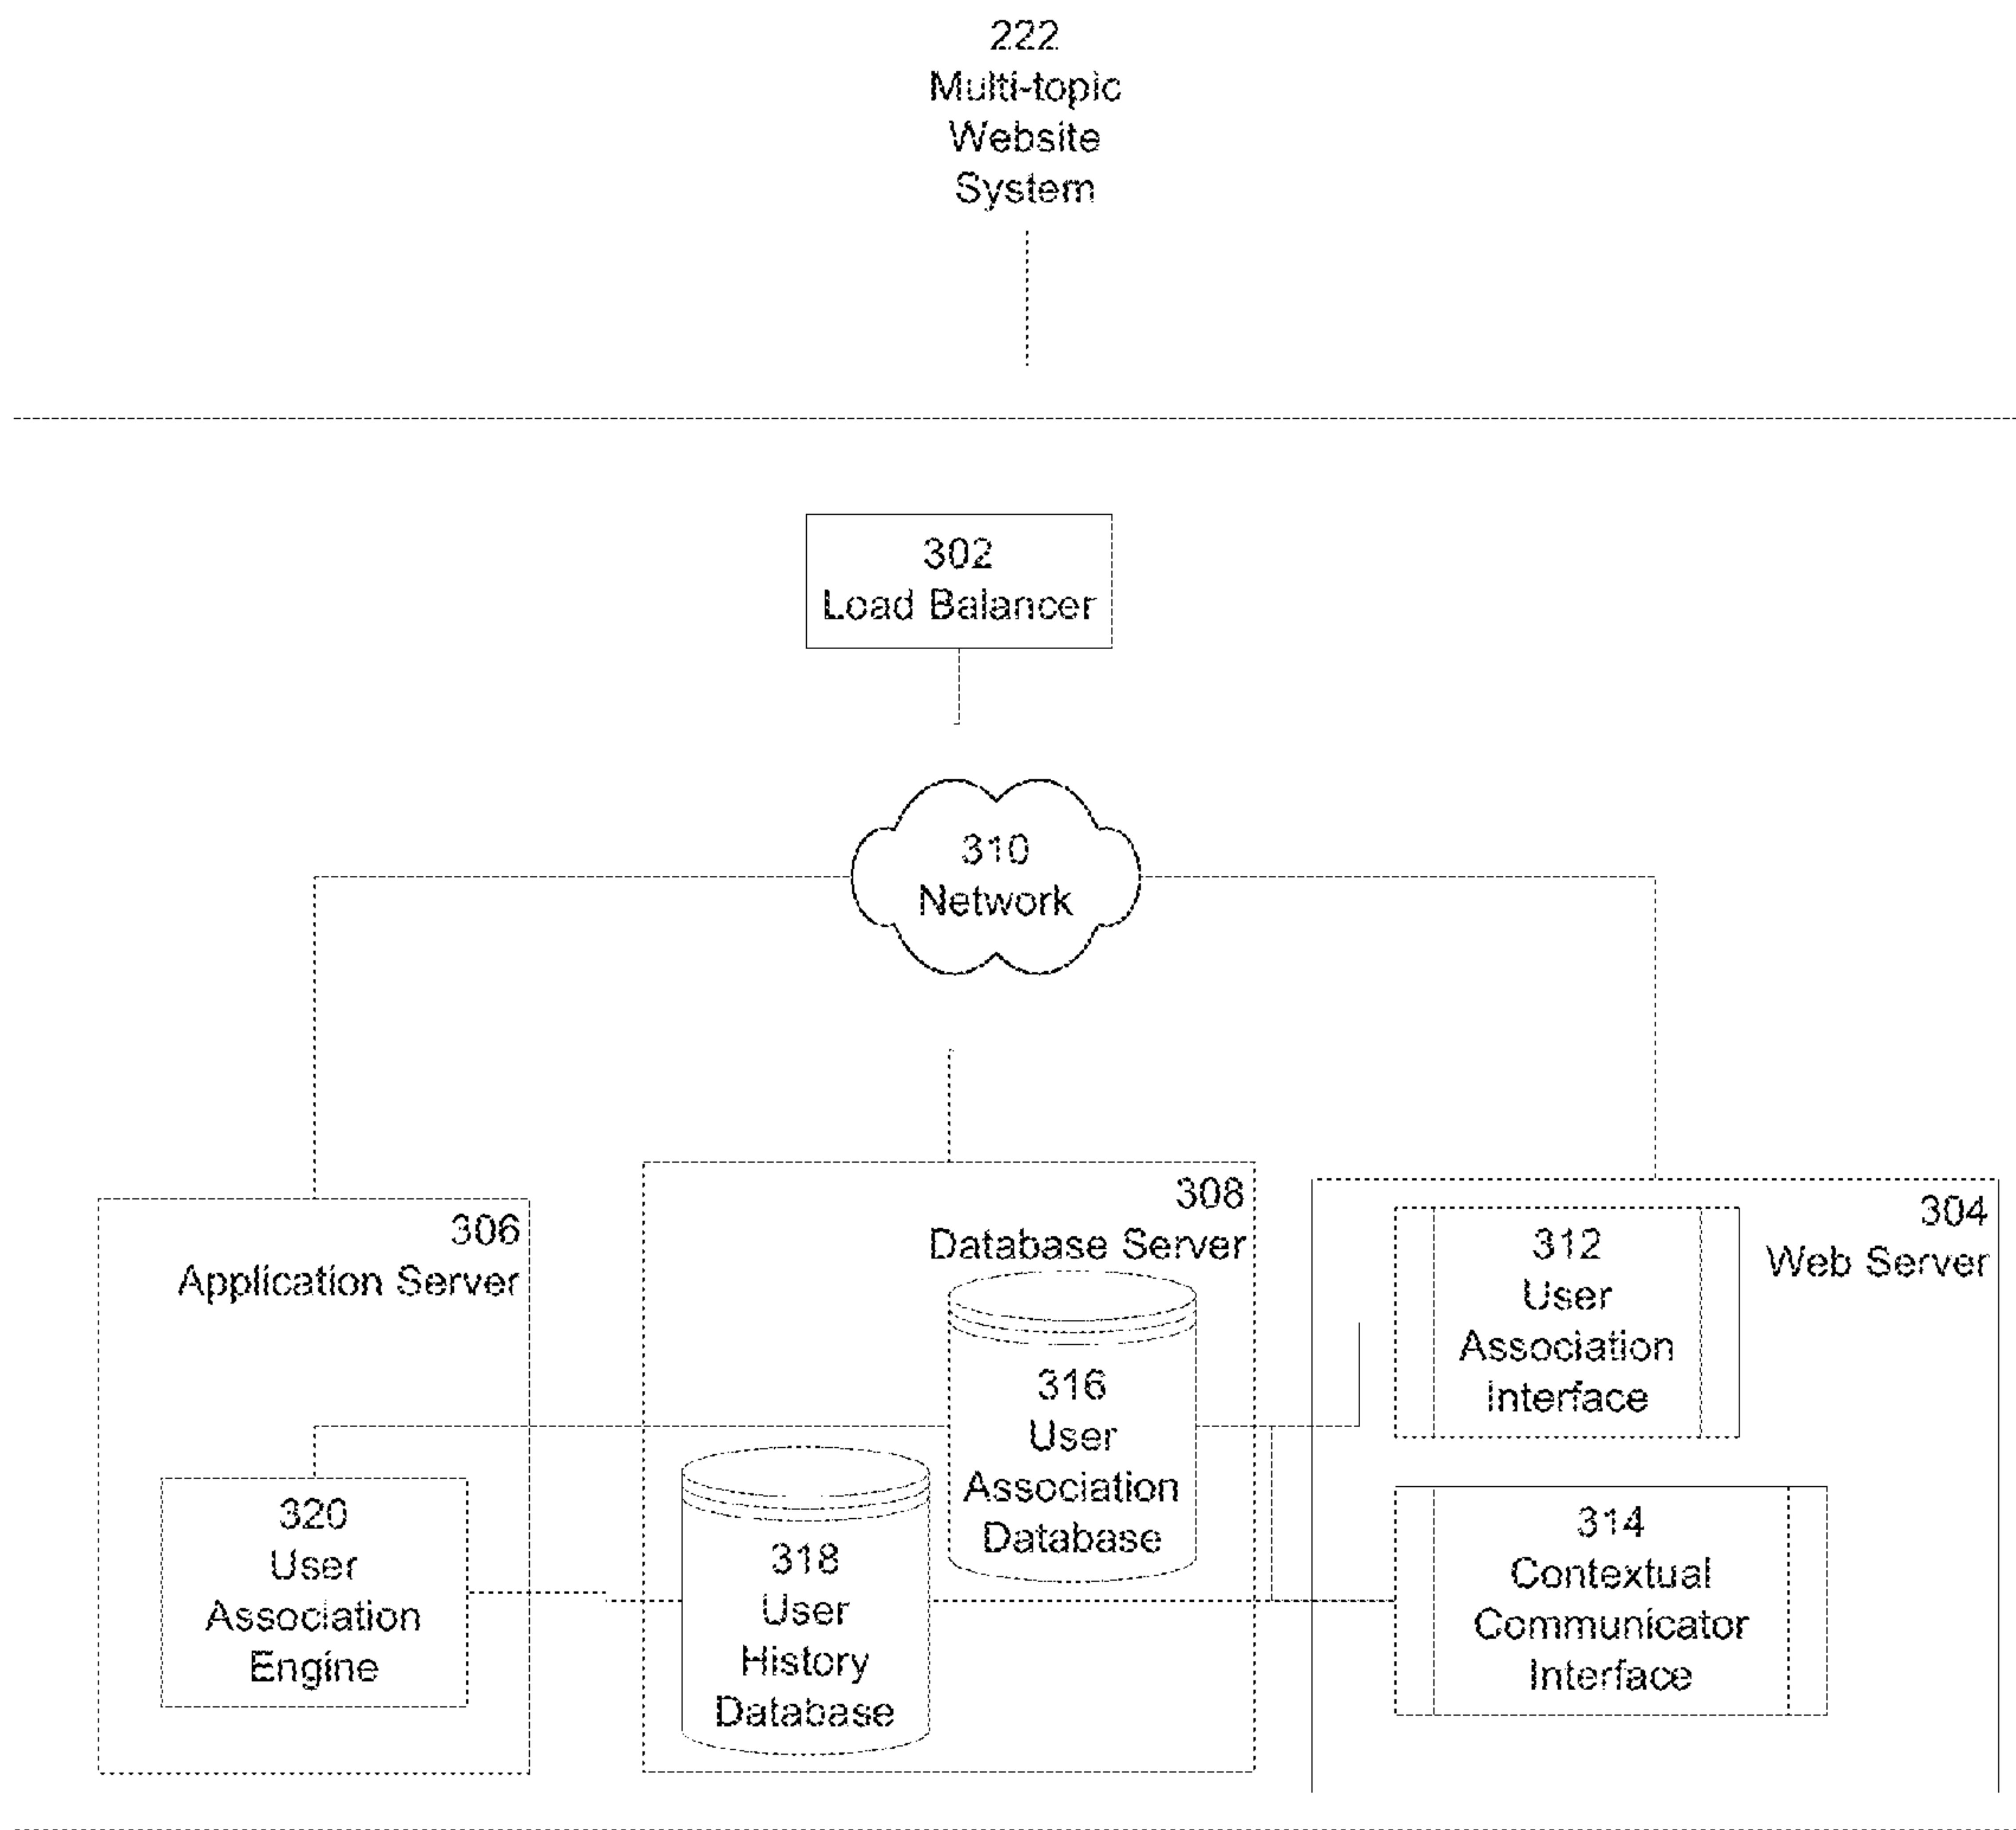 222
Multi-topic
Website
System
302
Load Balancer
310
Network
306
Application Server
320
User
Association
Engine
308
Database Server
316
User
Association
Database
318
User
History
Database
304
Web Server
312
User
Association
Interface
314
Contextual
Communicator
Interface